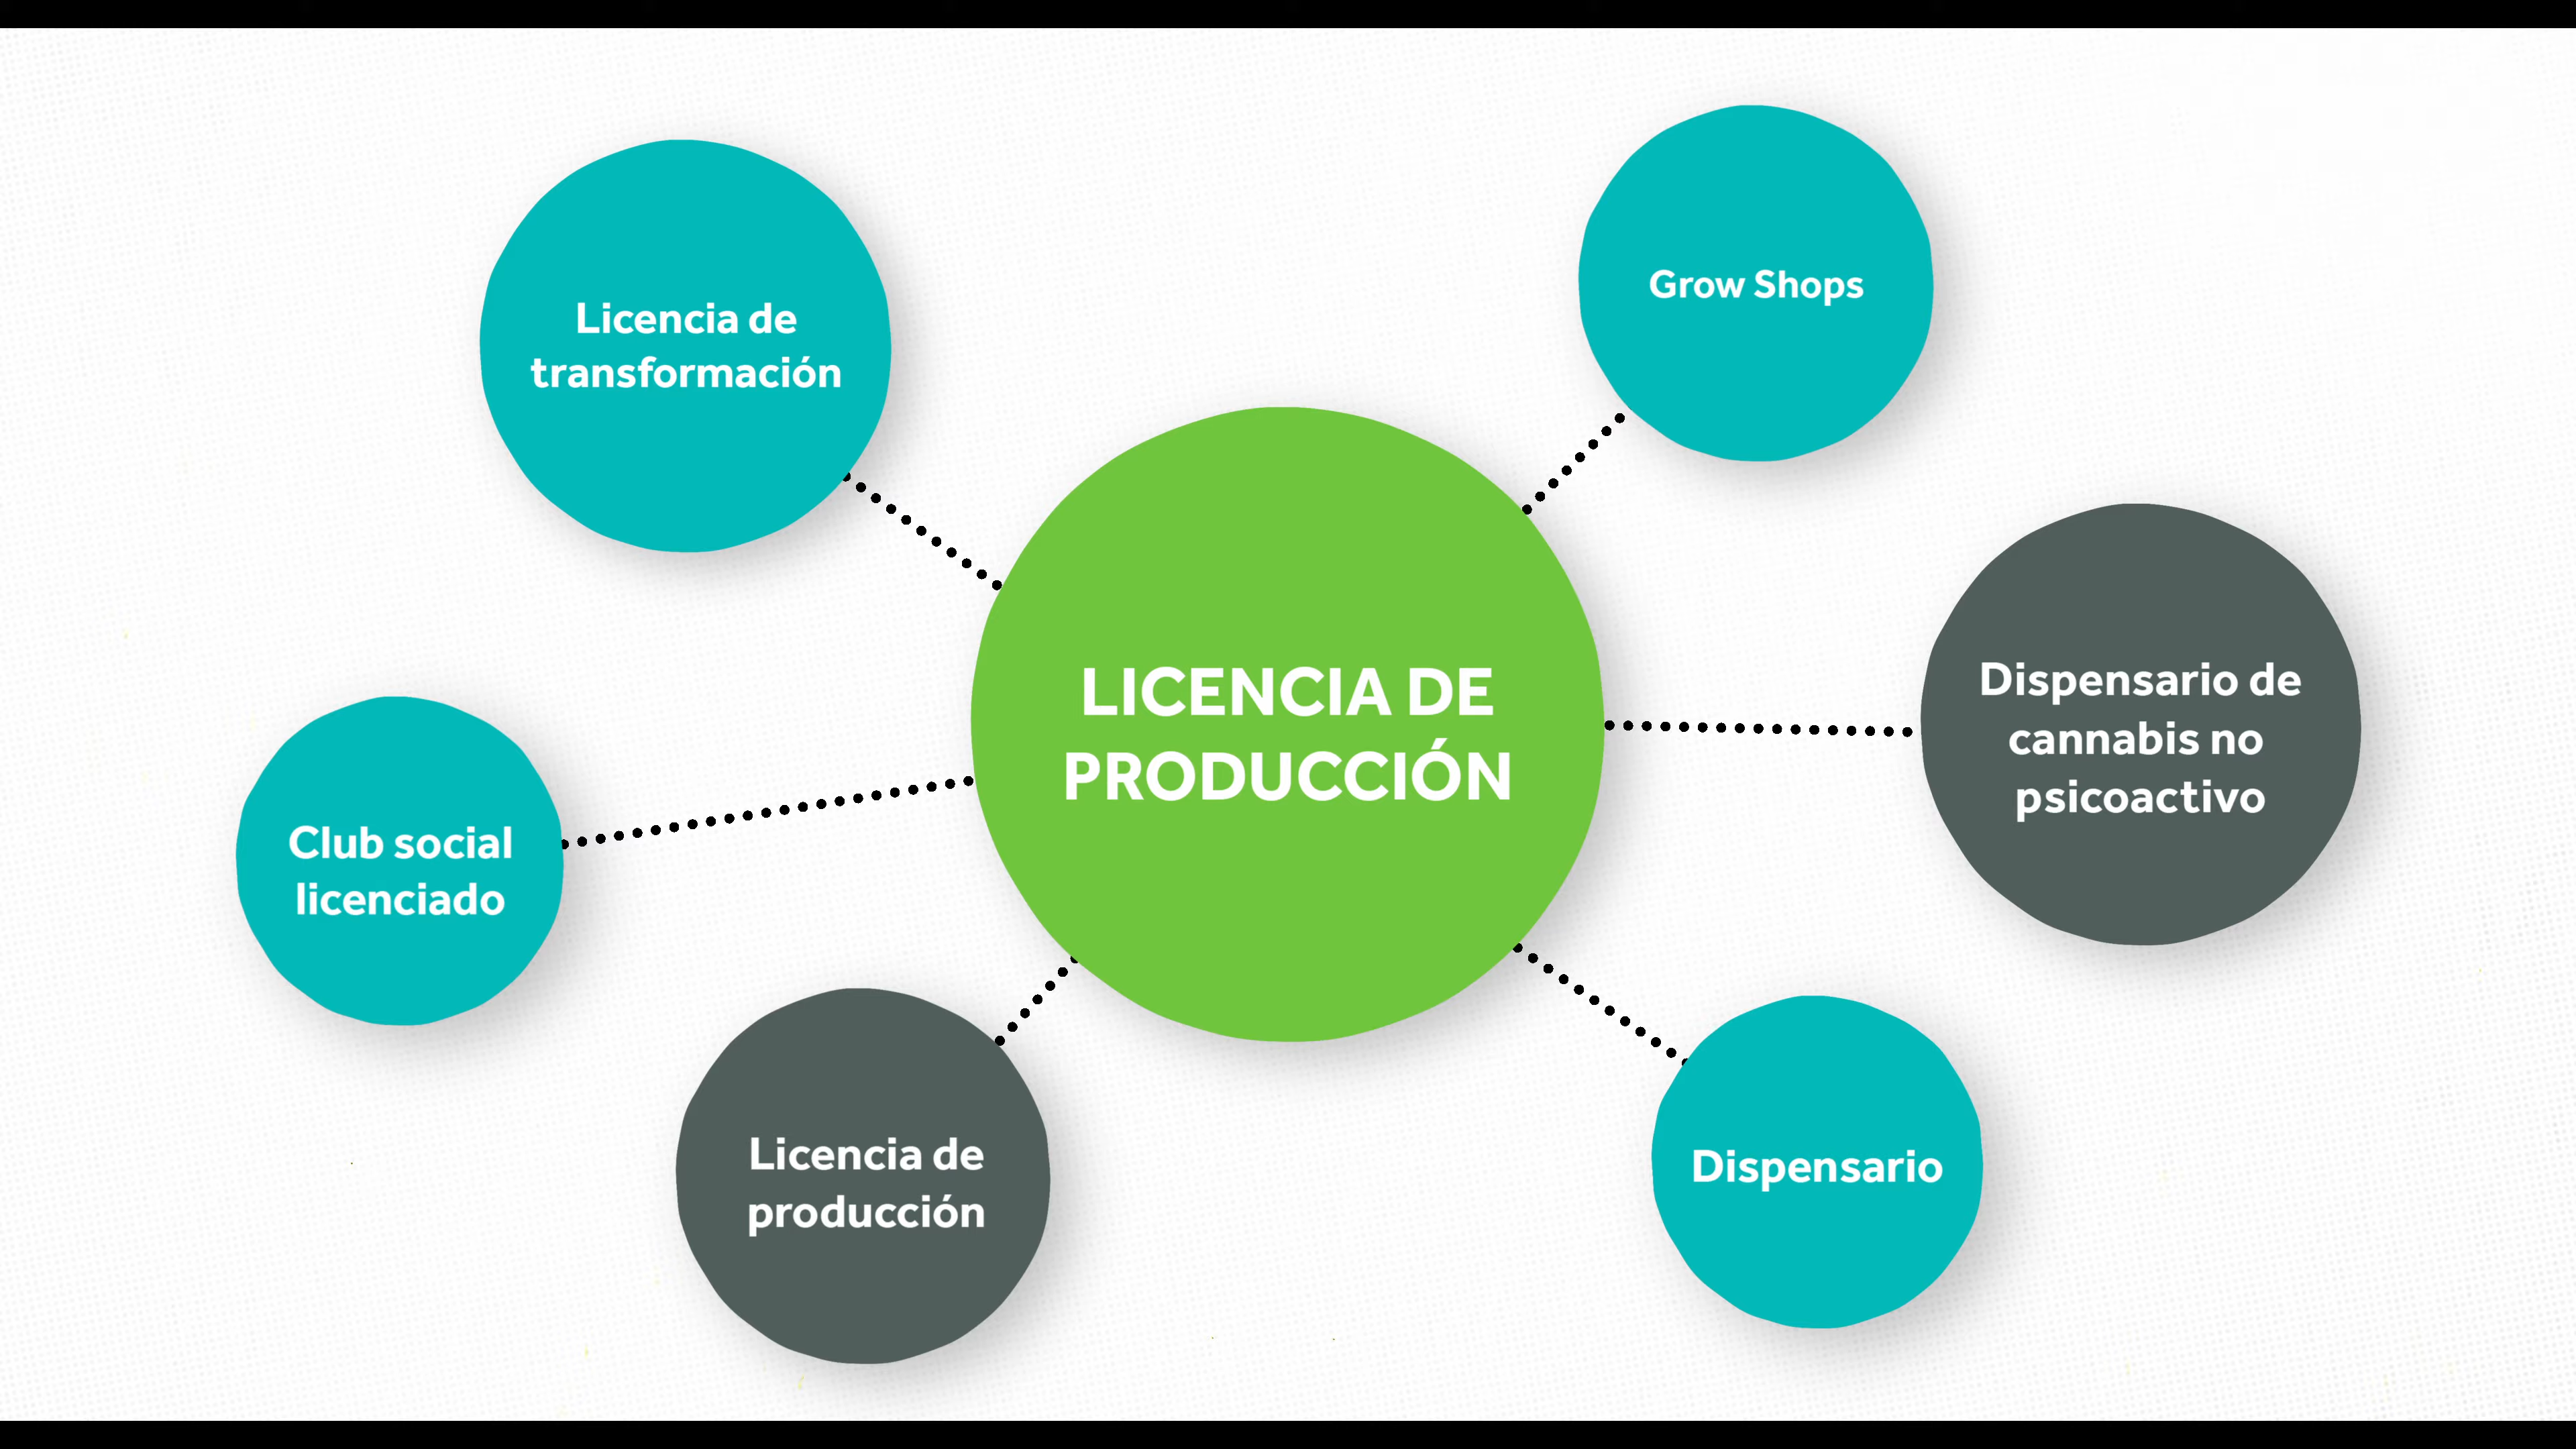 Grow Shops
Licencia de
transformación
LICENCIA DE
PRODUCCIÓN
Dispensario de
cannabis no
psicoactivo
Club social
licenciado
Licencia de
producción
Dispensario